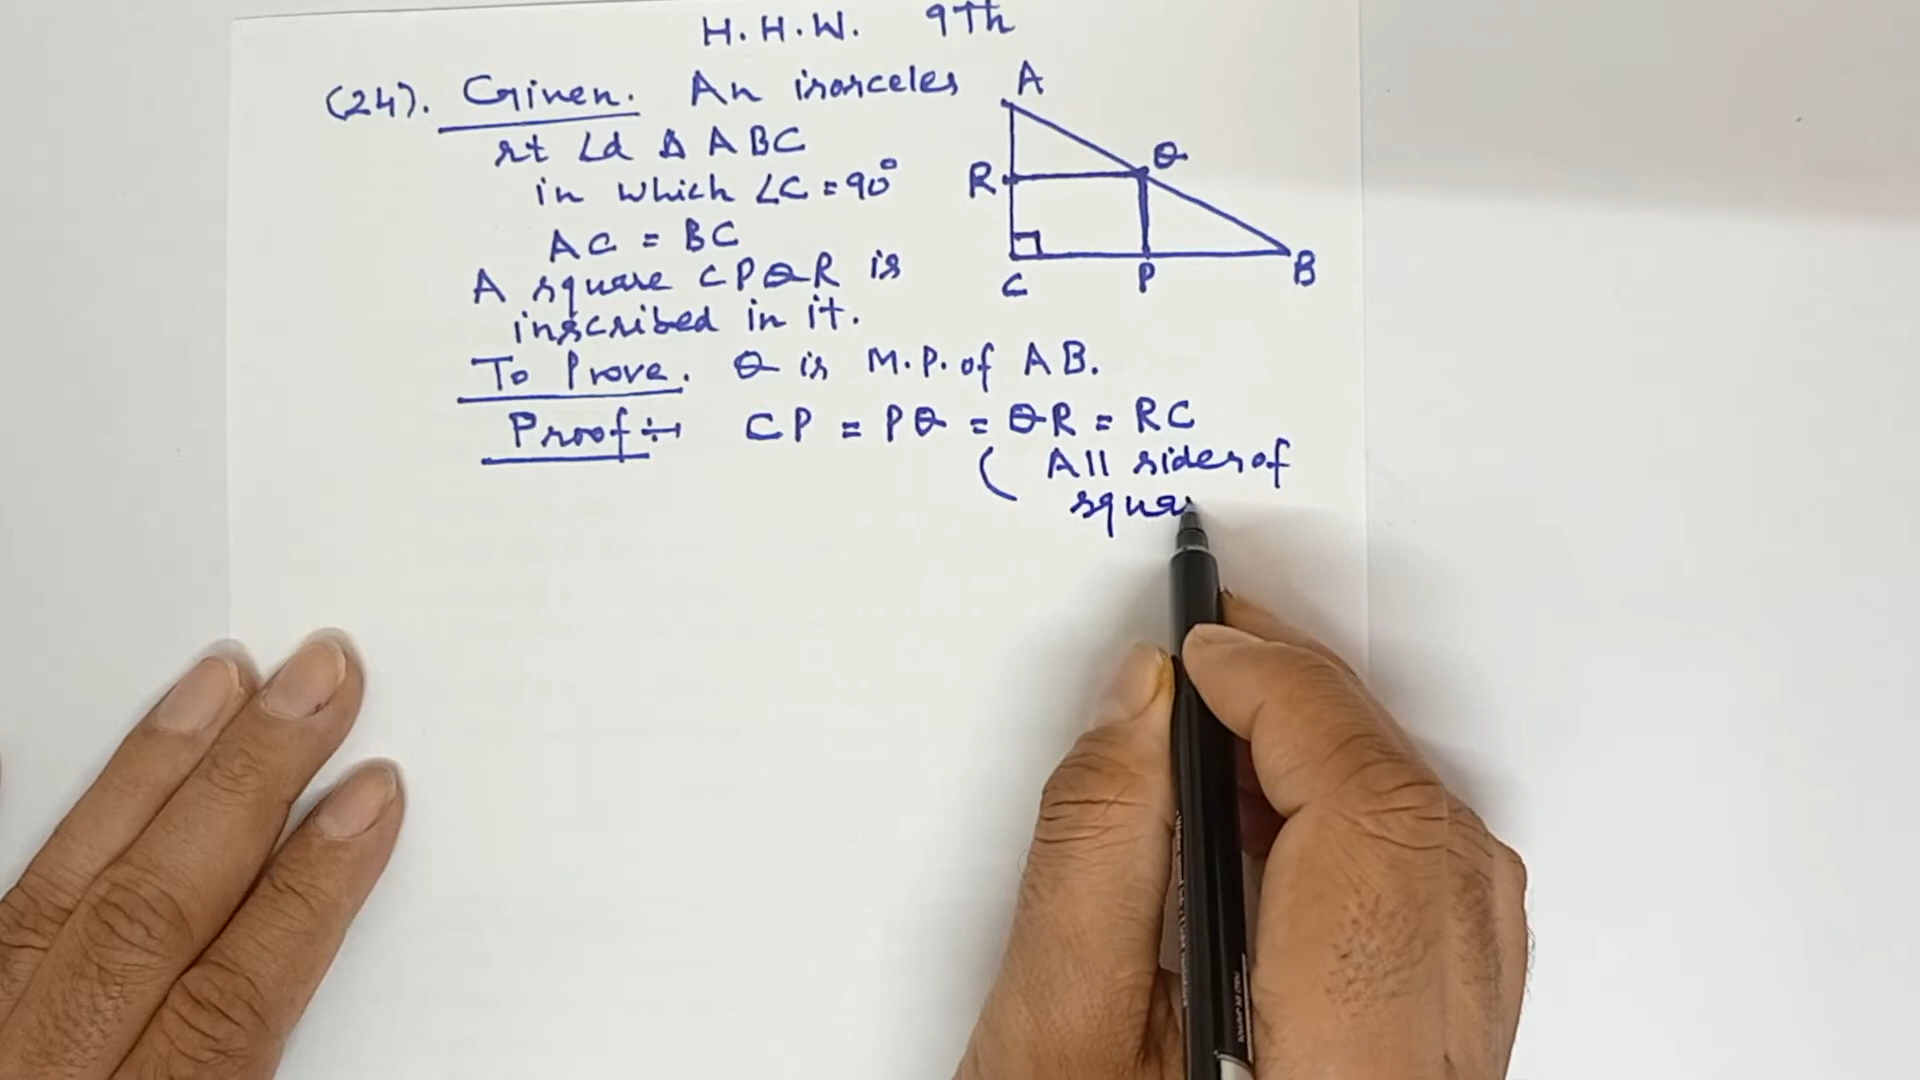 H.H.W. 9Th
(24). Given. An isosceles
rt ∠d Δ ABC
in which ∠C = 90°
AC = BC
A square CPQR is
inscribed in it.
To Prove. Q is M.P. of AB.
Proof:- CP = PQ = QR = RC
( All sides of
squa
A
Q
R
C
P
B